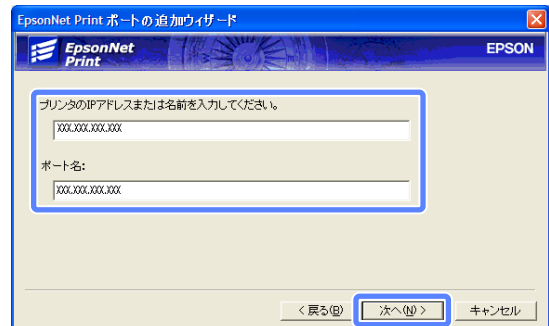 EpsonNet Print ポートの追加ウィザード
EpsonNet
Print
EPSON
プリンタのIPアドレスまたは名前を入力してください。
XXX.XXX.XXX.XXX
ポート名:
XXX.XXX.XXX.XXX
< 戻る(B)
次へ(N) >
キャンセル